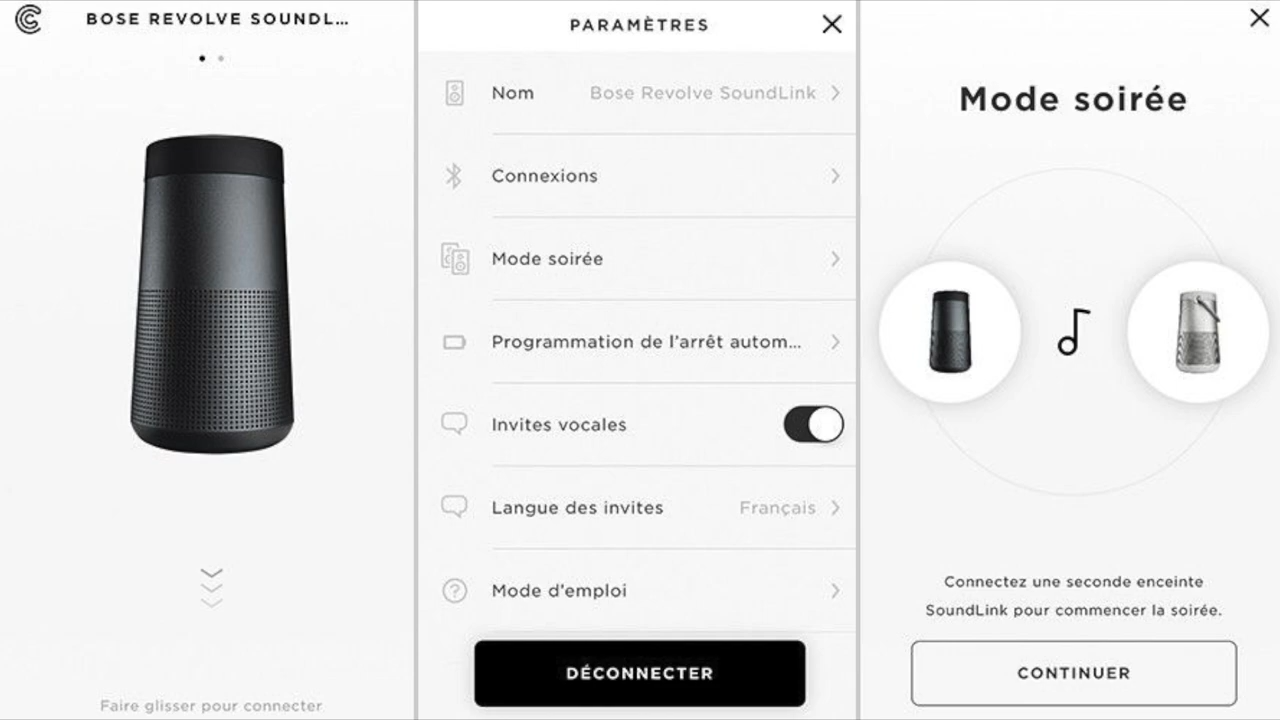 BOSE REVOLVE SOUNDL...
Faire glisser pour connecter
PARAMÈTRES
Nom Bose Revolve SoundLink
Connexions
Mode soirée
Programmation de l'arrêt autom...
Invites vocales
Langue des invites Français
Mode d'emploi
DÉCONNECTER
Mode soirée
Connectez une seconde enceinte
SoundLink pour commencer la soirée.
CONTINUER